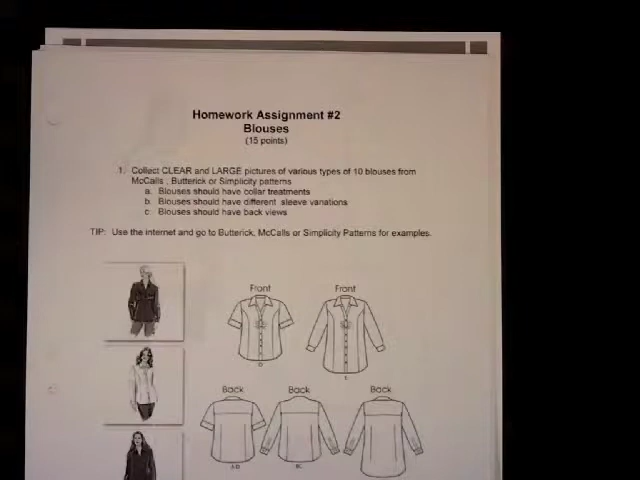 Homework Assignment #2
Blouses
(15 points)
1. Collect CLEAR and LARGE pictures of various types of 10 blouses from
McCalls, Butterick or Simplicity patterns
a. Blouses should have collar treatments
b. Blouses should have different sleeve variations
c. Blouses should have back views
TIP: Use the internet and go to Butterick, McCalls or Simplicity Patterns for examples.
Front Front
Back Back Back